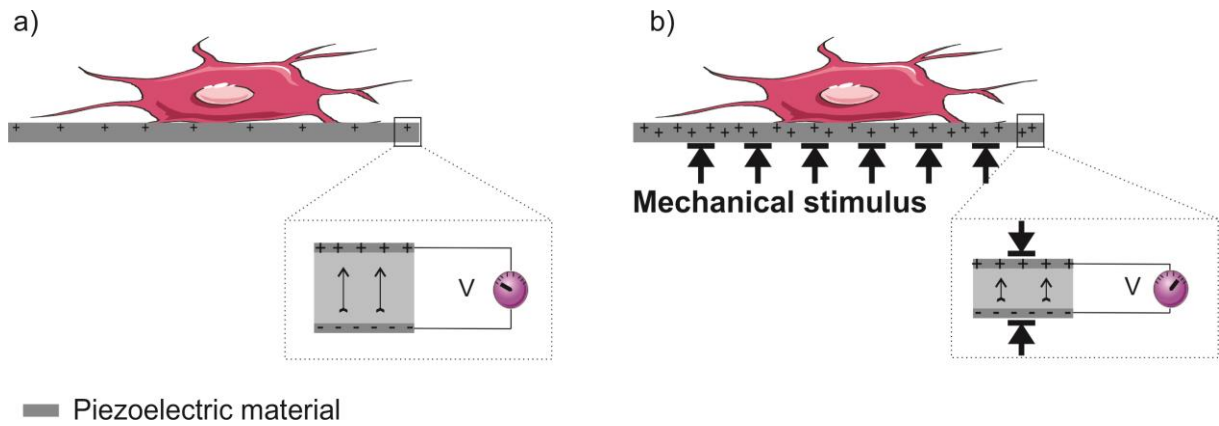 a)
b)
Mechanical stimulus
V
V
Piezoelectric material